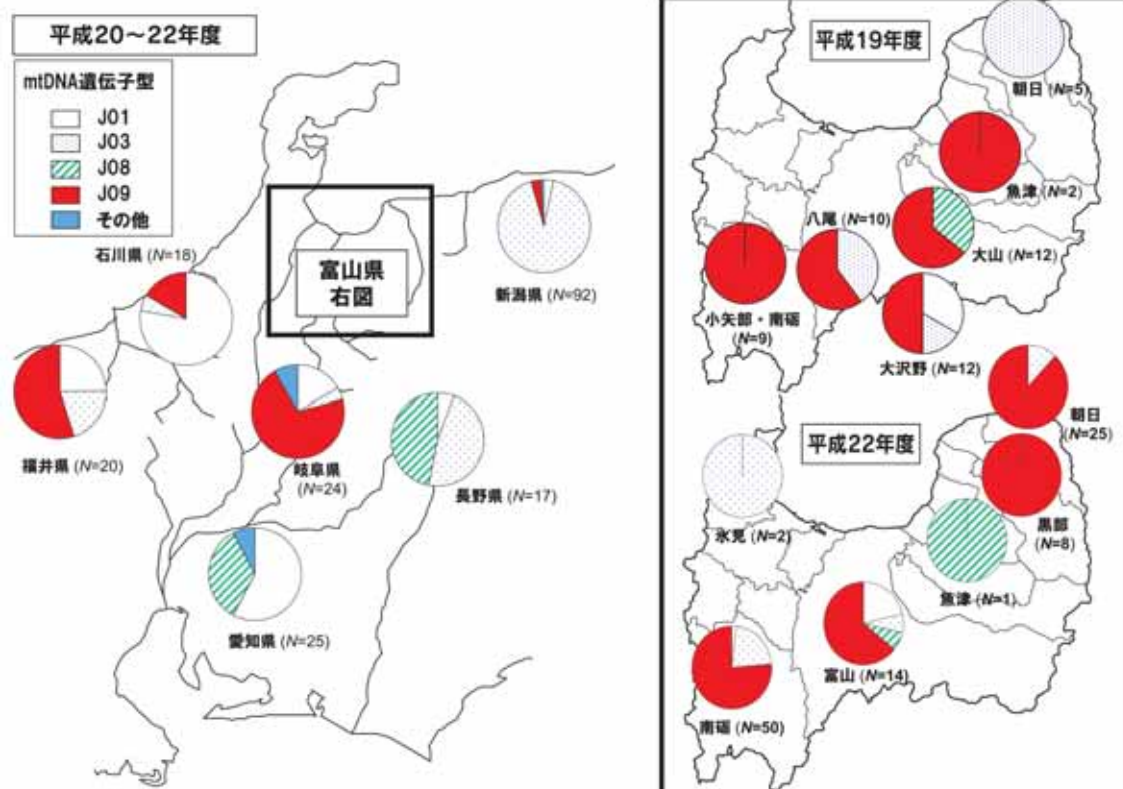 平成20～22年度
mtDNA遺伝子型
J01
J03
J08
J09
その他
石川県 (N=18)
富山県
右図
新潟県 (N=92)
福井県 (N=20)
岐阜県
(N=24)
長野県 (N=17)
愛知県 (N=25)
平成19年度
朝日 (N=5)
魚津 (N=2)
八尾 (N=10)
大山 (N=12)
小矢部・南砺
(N=9)
大沢野 (N=12)
平成22年度
朝日
(N=25)
氷見 (N=2)
黒部
(N=8)
魚津 (N=1)
富山 (N=14)
南砺 (N=50)